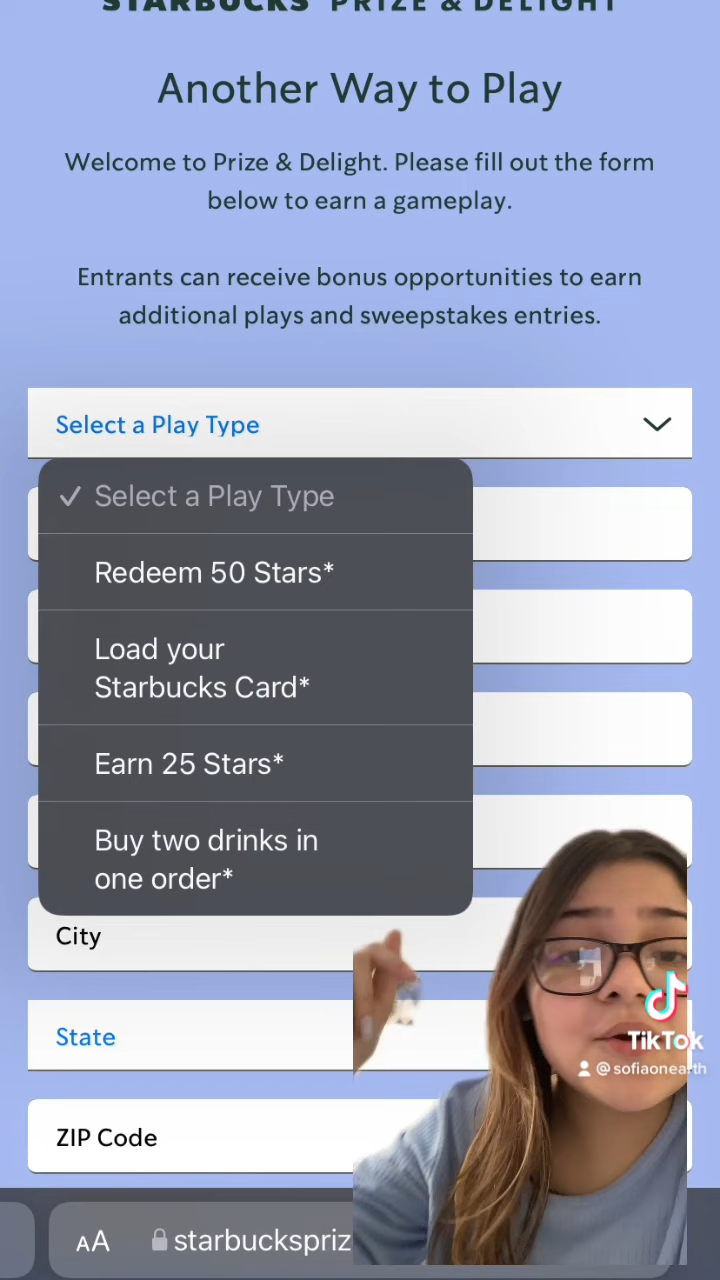 STARBUCKS PRIZE & DELIGHT
Another Way to Play
Welcome to Prize & Delight. Please fill out the form
below to earn a gameplay.
Entrants can receive bonus opportunities to earn
additional plays and sweepstakes entries.
Select a Play Type
Select a Play Type
Redeem 50 Stars*
Load your
Starbucks Card*
Earn 25 Stars*
Buy two drinks in
one order*
City
State
ZIP Code
TikTok
@sofiaonearth
AA starbuckspriz